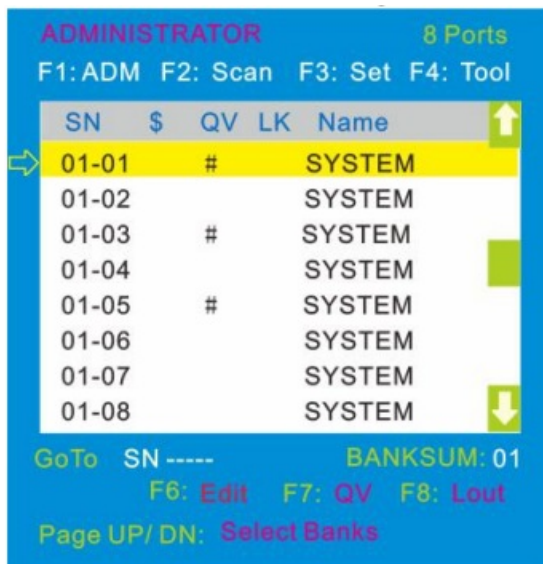 ADMINISTRATOR 8 Ports
F1: ADM F2: Scan F3: Set F4: Tool
SN $ QV LK Name
01-01 # SYSTEM
01-02 SYSTEM
01-03 # SYSTEM
01-04 SYSTEM
01-05 # SYSTEM
01-06 SYSTEM
01-07 SYSTEM
01-08 SYSTEM
GoTo SN ----- BANKSUM: 01
F6: Edit F7: QV F8: Lout
Page UP/ DN: Select Banks